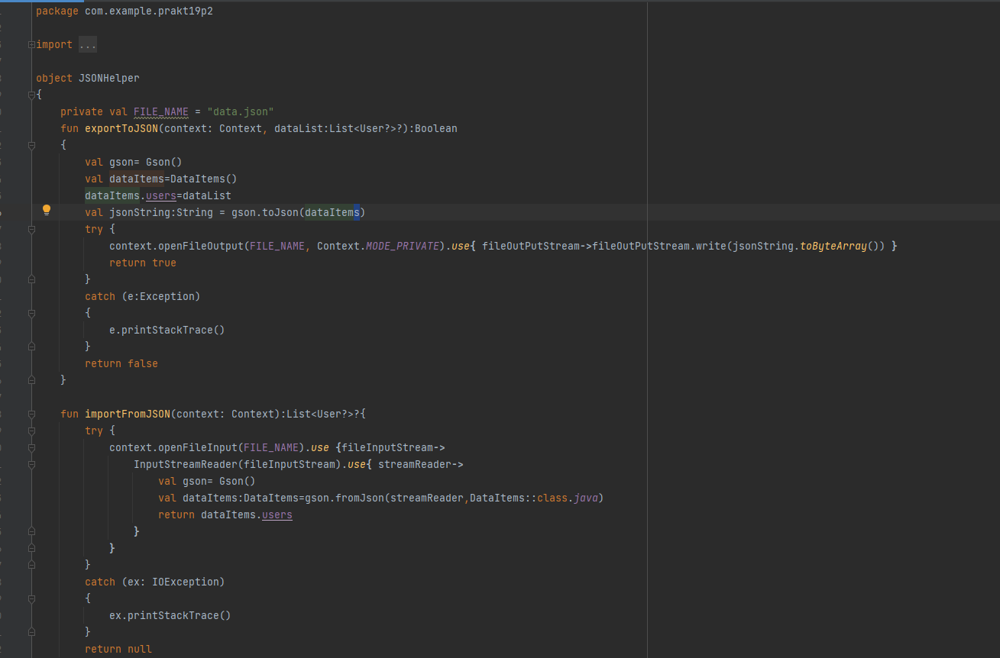 package com.example.prakt19p2
import ...
object JSONHelper
{
    private val FILE_NAME = "data.json"
    fun exportToJSON(context: Context, dataList:List<User?>?):Boolean
    {
        val gson= Gson()
        val dataItems=DataItems()
        dataItems.users=dataList
        val jsonString:String = gson.toJson(dataItems)
        try {
            context.openFileOutput(FILE_NAME, Context.MODE_PRIVATE).use{ fileOutPutStream->fileOutPutStream.write(jsonString.toByteArray()) }
            return true
        }
        catch (e:Exception)
        {
            e.printStackTrace()
        }
        return false
    }
    fun importFromJSON(context: Context):List<User?>?{
        try {
            context.openFileInput(FILE_NAME).use {fileInputStream->
                InputStreamReader(fileInputStream).use{ streamReader->
                    val gson= Gson()
                    val dataItems:DataItems=gson.fromJson(streamReader,DataItems::class.java)
                    return dataItems.users
                }
            }
        }
        catch (ex: IOException)
        {
            ex.printStackTrace()
        }
        return null